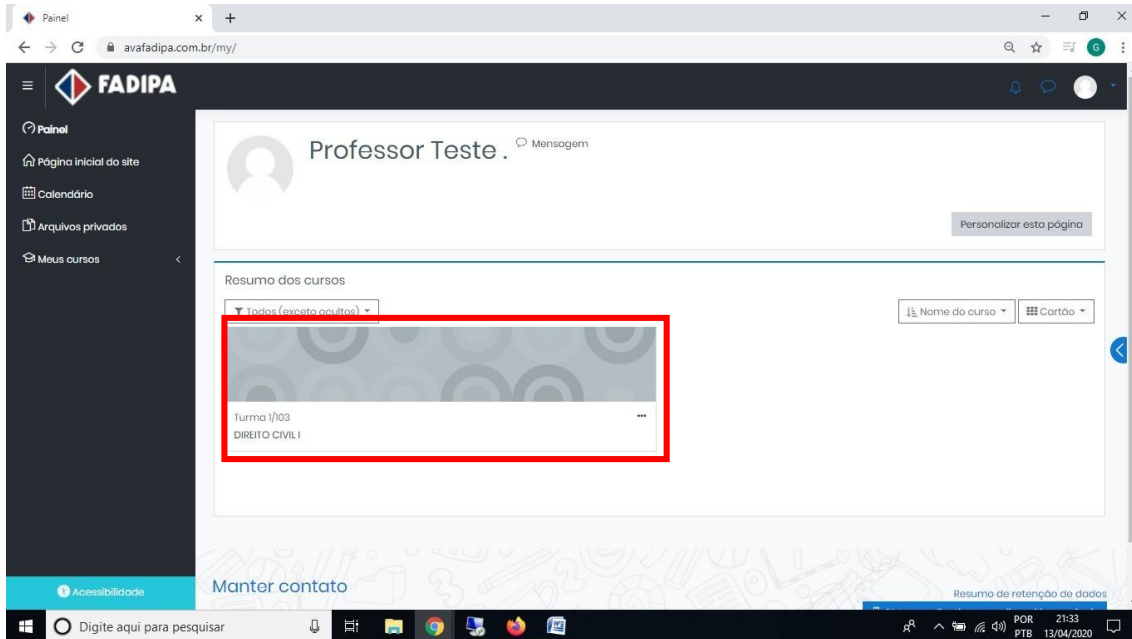 Painel
avafadipa.com.br/my/
G
FADIPA
Painel
Página inicial do site
Calendário
Arquivos privados
Meus cursos
Acessibilidade
Professor Teste . Mensagem
Personalizar esta página
Resumo dos cursos
Todos (exceto ocultos)
Nome do curso
Cartão
Turma 1/103
DIREITO CIVIL I
Manter contato
Resumo de retenção de dados
Digite aqui para pesquisar
POR 21:33
PTB 13/04/2020